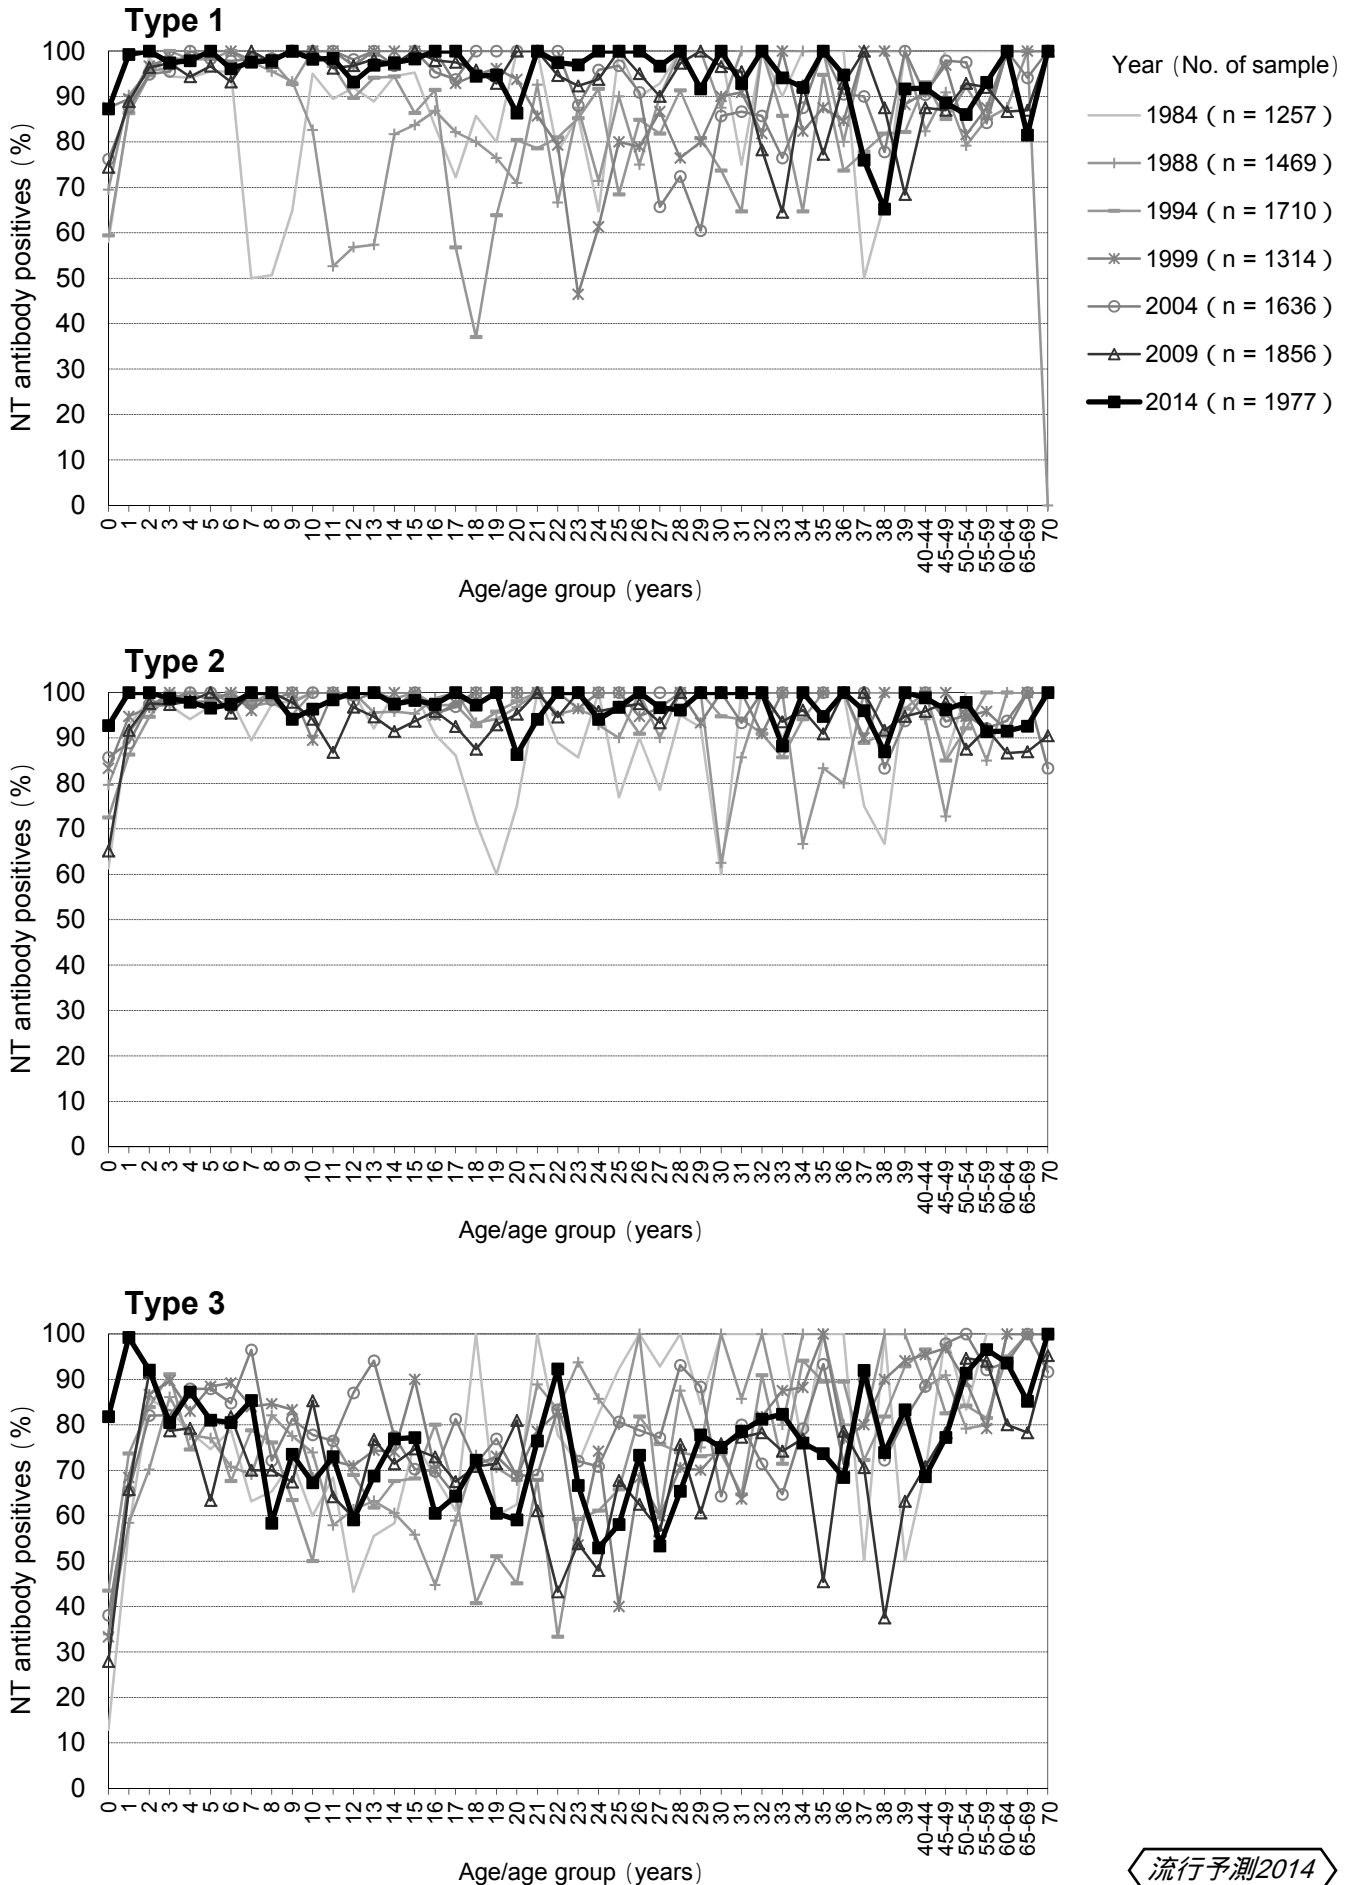 Type 1
NT antibody positives (%)
100
90
80
70
60
50
40
30
20
10
0
0 1 2 3 4 5 6 7 8 9 10 11 12 13 14 15 16 17 18 19 20 21 22 23 24 25 26 27 28 29 30 31 32 33 34 35 36 37 38 39 40-44 45-49 50-54 55-59 60-64 65-69 70
Age/age group (years)
Year (No. of sample)
1984 ( n = 1257 )
1988 ( n = 1469 )
1994 ( n = 1710 )
1999 ( n = 1314 )
2004 ( n = 1636 )
2009 ( n = 1856 )
2014 ( n = 1977 )
Type 2
NT antibody positives (%)
100
90
80
70
60
50
40
30
20
10
0
0 1 2 3 4 5 6 7 8 9 10 11 12 13 14 15 16 17 18 19 20 21 22 23 24 25 26 27 28 29 30 31 32 33 34 35 36 37 38 39 40-44 45-49 50-54 55-59 60-64 65-69 70
Age/age group (years)
Type 3
NT antibody positives (%)
100
90
80
70
60
50
40
30
20
10
0
0 1 2 3 4 5 6 7 8 9 10 11 12 13 14 15 16 17 18 19 20 21 22 23 24 25 26 27 28 29 30 31 32 33 34 35 36 37 38 39 40-44 45-49 50-54 55-59 60-64 65-69 70
Age/age group (years)
流行予測2014